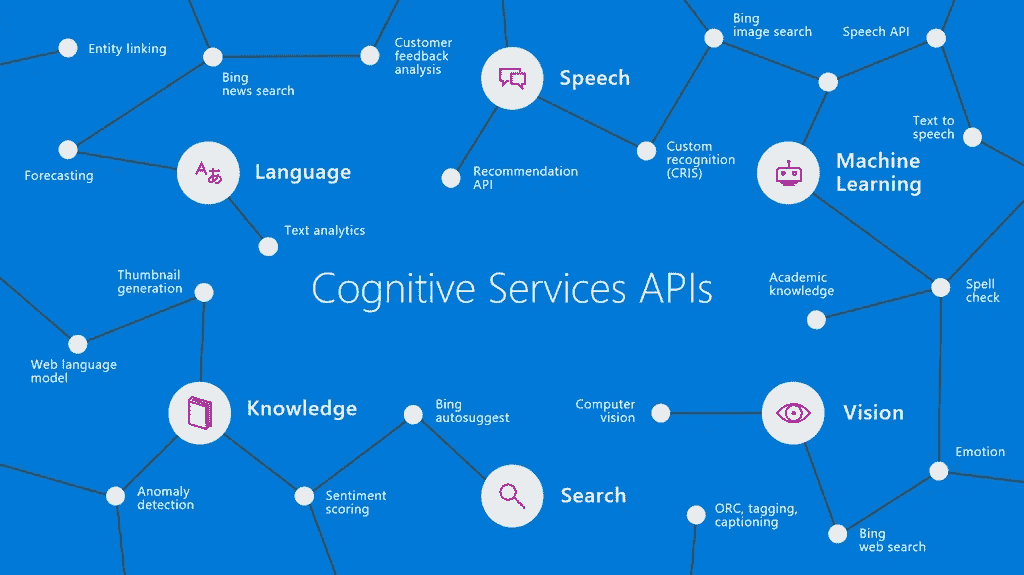 Entity linking
Bing
news search
Customer
feedback
analysis
Speech
Bing
image search
Speech API
Text to
speech
Forecasting
Aあ
Language
Text analytics
Recommendation
API
Custom
recognition
(CRIS)
Machine
Learning
Cognitive Services APIs
Thumbnail
generation
Web language
model
Academic
knowledge
Spell
check
Knowledge
Bing
autosuggest
Computer
vision
Vision
Anomaly
detection
Sentiment
scoring
Search
ORC, tagging,
captioning
Emotion
Bing
web search